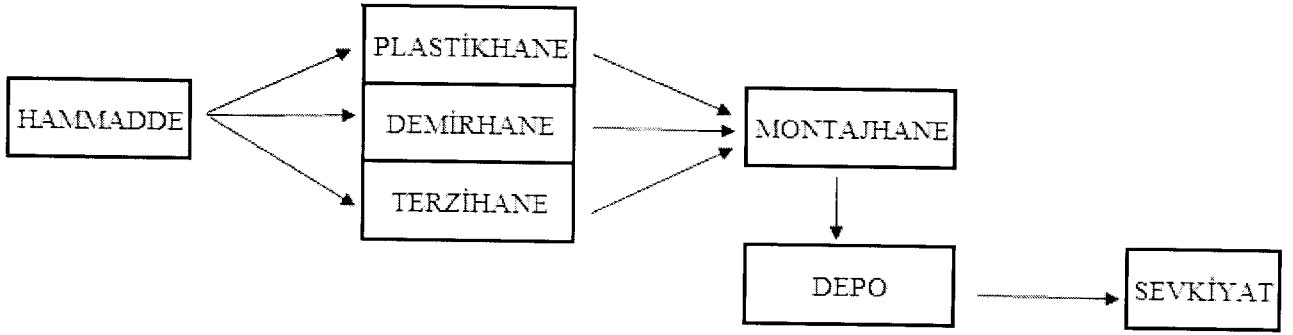 HAMMADDE
PLASTİKHANE
DEMİRHANE
TERZİHANE
MONTAJHANE
DEPO
SEVKİYAT